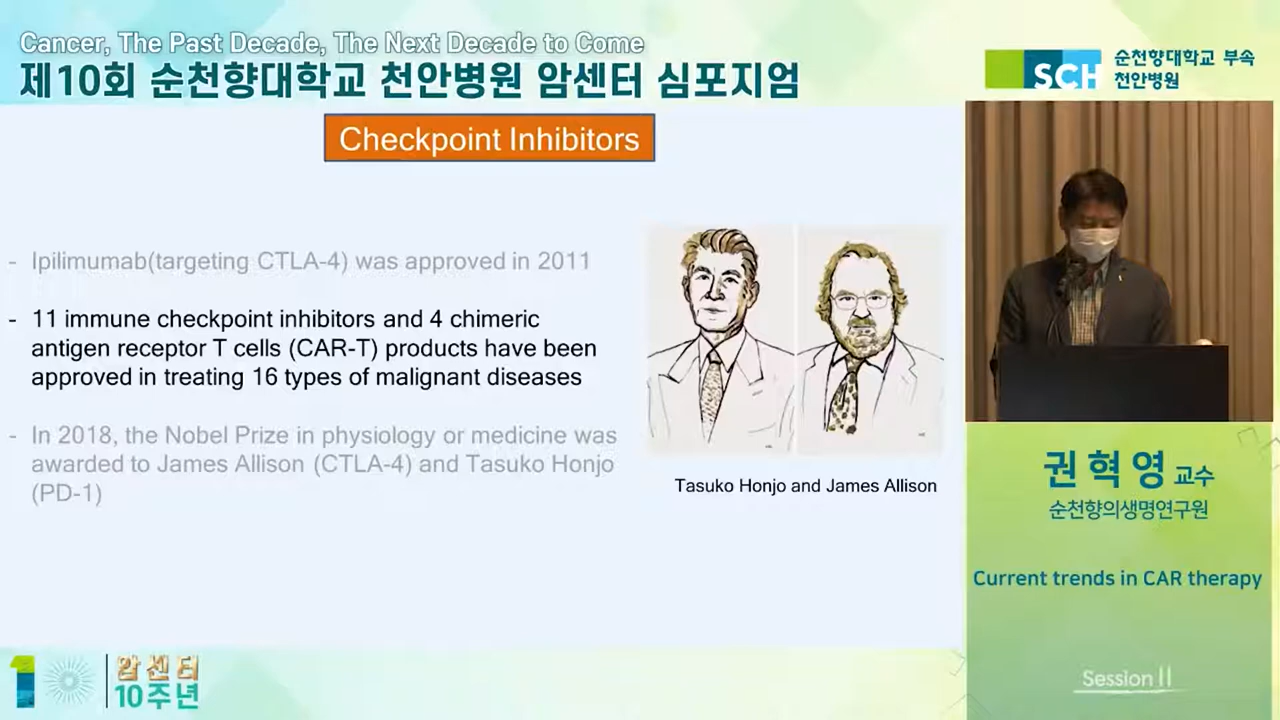 Cancer, The Past Decade, The Next Decade to Come
제10회 순천향대학교 천안병원 암센터 심포지엄
SCH
순천향대학교 부속
천안병원
Checkpoint Inhibitors
- Ipilimumab(targeting CTLA-4) was approved in 2011
- 11 immune checkpoint inhibitors and 4 chimeric
antigen receptor T cells (CAR-T) products have been
approved in treating 16 types of malignant diseases
- In 2018, the Nobel Prize in physiology or medicine was
awarded to James Allison (CTLA-4) and Tasuko Honjo
(PD-1)
Tasuko Honjo and James Allison
권혁영 교수
순천향의생명연구원
Current trends in CAR therapy
Session II
10
암센터
10주년